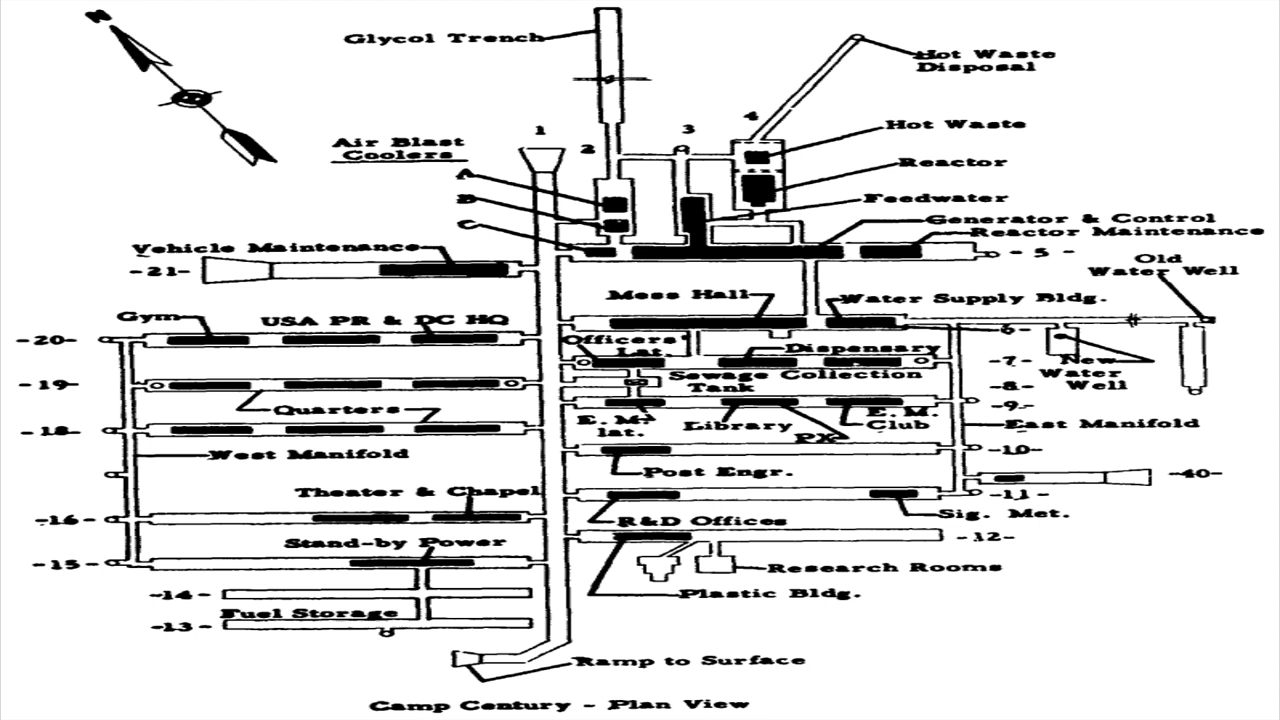 N
Glycol Trench
Hot Waste
Disposal
1
2
3
4
Air Blast
Coolers
Hot Waste
A
Reactor
B
Feedwater
C
Generator & Control
Reactor Maintenance
Vehicle Maintenance
- 5 -
-21-
Old
Water Well
Mess Hall
Water Supply Bldg.
Gym
USA PR & DC HQ
-20-
-6-
Officers'
Lat.
Dispensary
-7-
New
Water
Well
Sewage Collection
Tank
-19-
-8-
-9-
Quarters
E. M.
lat.
Library
PX
E. M.
Club
East Manifold
-18-
West Manifold
-10-
Post Engr.
-40-
Theater & Chapel
-11-
Sig. Met.
-16-
R&D Offices
-12-
Stand-by Power
-15-
Research Rooms
-14-
Plastic Bldg.
Fuel Storage
-13-
Ramp to Surface
Camp Century - Plan View